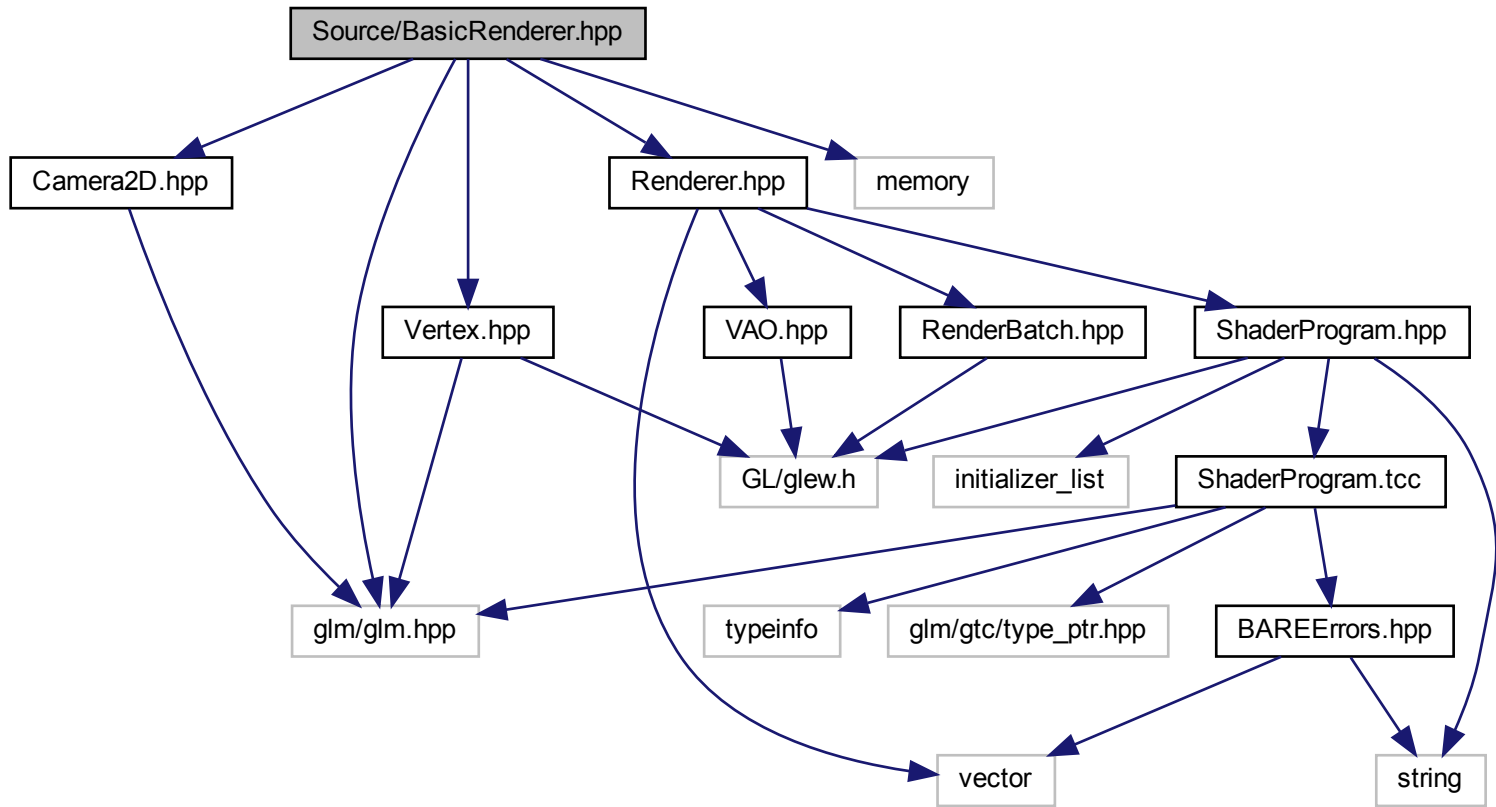 Source/BasicRenderer.hpp
Camera2D.hpp
Renderer.hpp
memory
Vertex.hpp
VAO.hpp
RenderBatch.hpp
ShaderProgram.hpp
GL/glew.h
initializer_list
ShaderProgram.tcc
glm/glm.hpp
typeinfo
glm/gtc/type_ptr.hpp
BAREErrors.hpp
vector
string